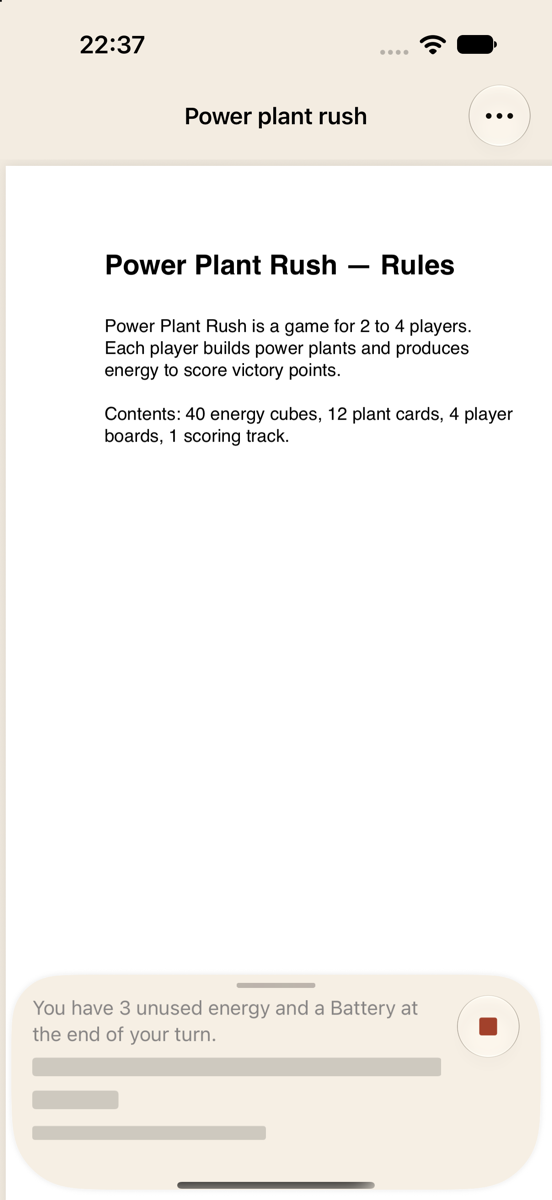 22:37
Power plant rush
Power Plant Rush — Rules
Power Plant Rush is a game for 2 to 4 players.
Each player builds power plants and produces
energy to score victory points.
Contents: 40 energy cubes, 12 plant cards, 4 player
boards, 1 scoring track.
You have 3 unused energy and a Battery at
the end of your turn.